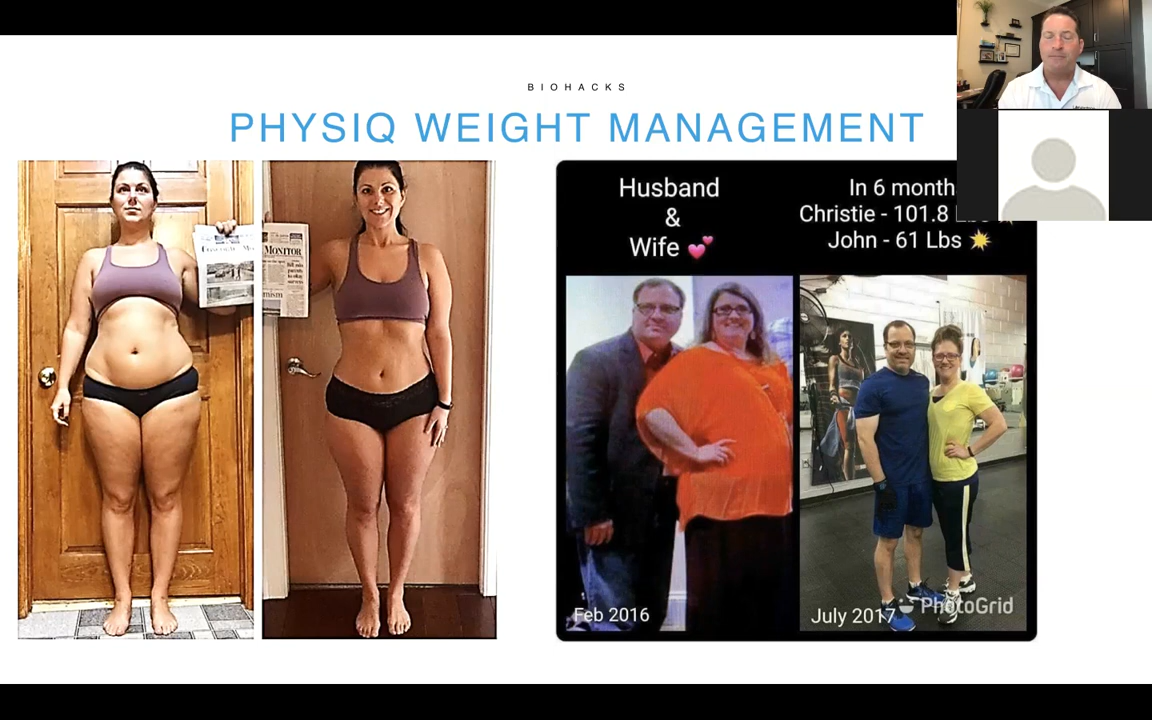 BIOHACKS
PHYSIQ WEIGHT MANAGEMENT
MONITOR
Husband
&
Wife 💕
In 6 month
Christie - 101.8
John - 61 Lbs 💥
Feb 2016
July 2017
PhotoGrid